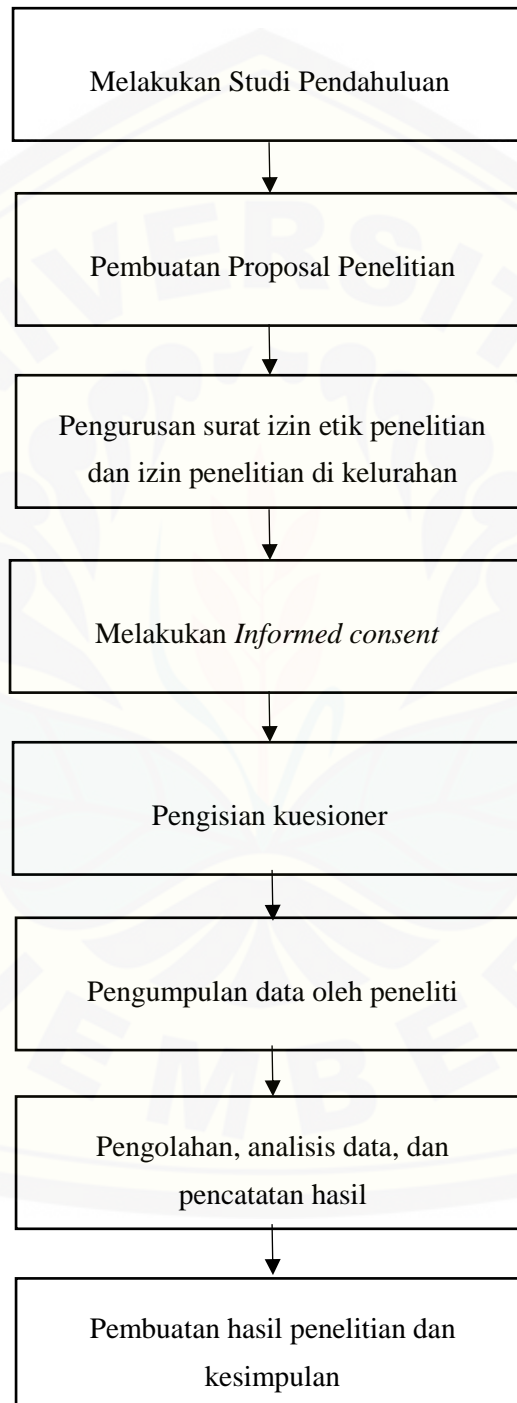 Melakukan Studi Pendahuluan
Pembuatan Proposal Penelitian
Pengurusan surat izin etik penelitian
dan izin penelitian di kelurahan
Melakukan Informed consent
Pengisian kuesioner
Pengumpulan data oleh peneliti
Pengolahan, analisis data, dan
pencatatan hasil
Pembuatan hasil penelitian dan
kesimpulan